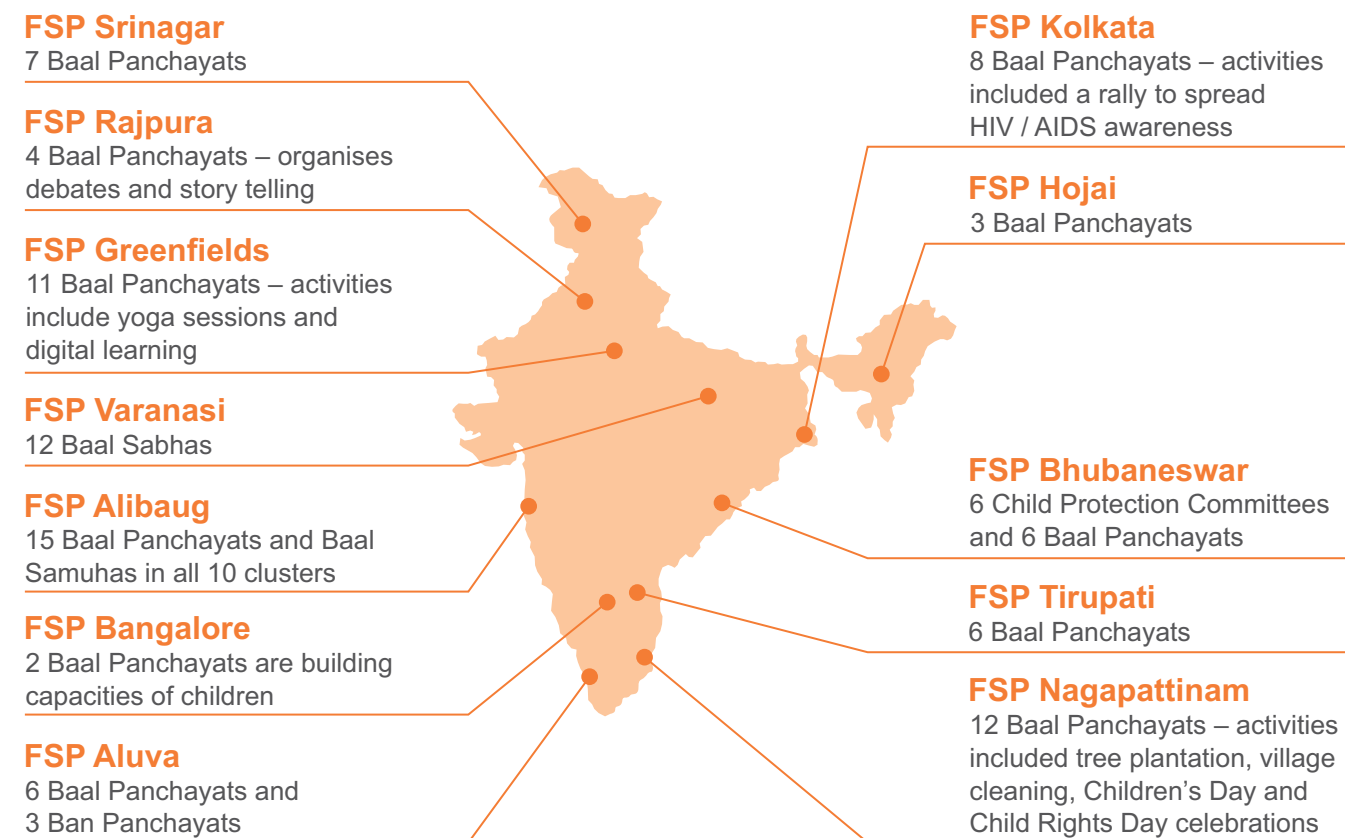 FSP Srinagar
7 Baal Panchayats
FSP Rajpura
4 Baal Panchayats – organises
debates and story telling
FSP Greenfields
11 Baal Panchayats – activities
include yoga sessions and
digital learning
FSP Varanasi
12 Baal Sabhas
FSP Alibaug
15 Baal Panchayats and Baal
Samuhas in all 10 clusters
FSP Bangalore
2 Baal Panchayats are building
capacities of children
FSP Aluva
6 Baal Panchayats and
3 Ban Panchayats
FSP Kolkata
8 Baal Panchayats – activities
included a rally to spread
HIV / AIDS awareness
FSP Hojai
3 Baal Panchayats
FSP Bhubaneswar
6 Child Protection Committees
and 6 Baal Panchayats
FSP Tirupati
6 Baal Panchayats
FSP Nagapattinam
12 Baal Panchayats – activities
included tree plantation, village
cleaning, Children’s Day and
Child Rights Day celebrations